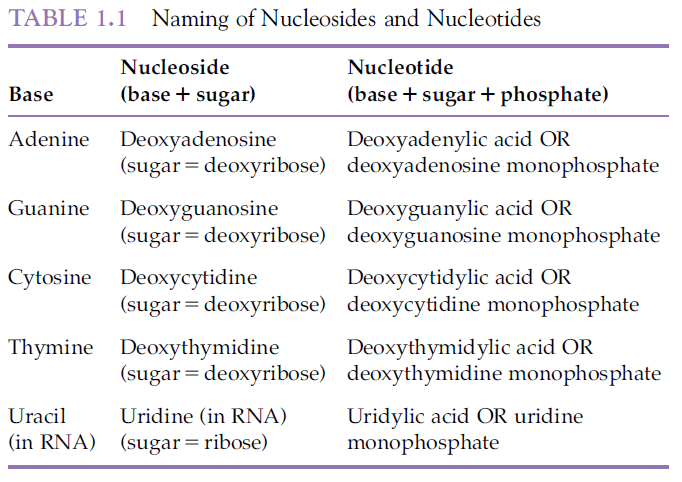 TABLE 1.1 Naming of Nucleosides and Nucleotides
Base Nucleoside (base + sugar) Nucleotide (base + sugar + phosphate)
Adenine Deoxyadenosine Deoxyadenylic acid OR
(sugar = deoxyribose) deoxyadenosine monophosphate
Guanine Deoxyguanosine Deoxyguanylic acid OR
(sugar = deoxyribose) deoxyguanosine monophosphate
Cytosine Deoxycytidine Deoxycytidylic acid OR
(sugar = deoxyribose) deoxycytidine monophosphate
Thymine Deoxythymidine Deoxythymidylic acid OR
(sugar = deoxyribose) deoxythymidine monophosphate
Uracil Uridine (in RNA) Uridylic acid OR uridine
(in RNA) (sugar = ribose) monophosphate